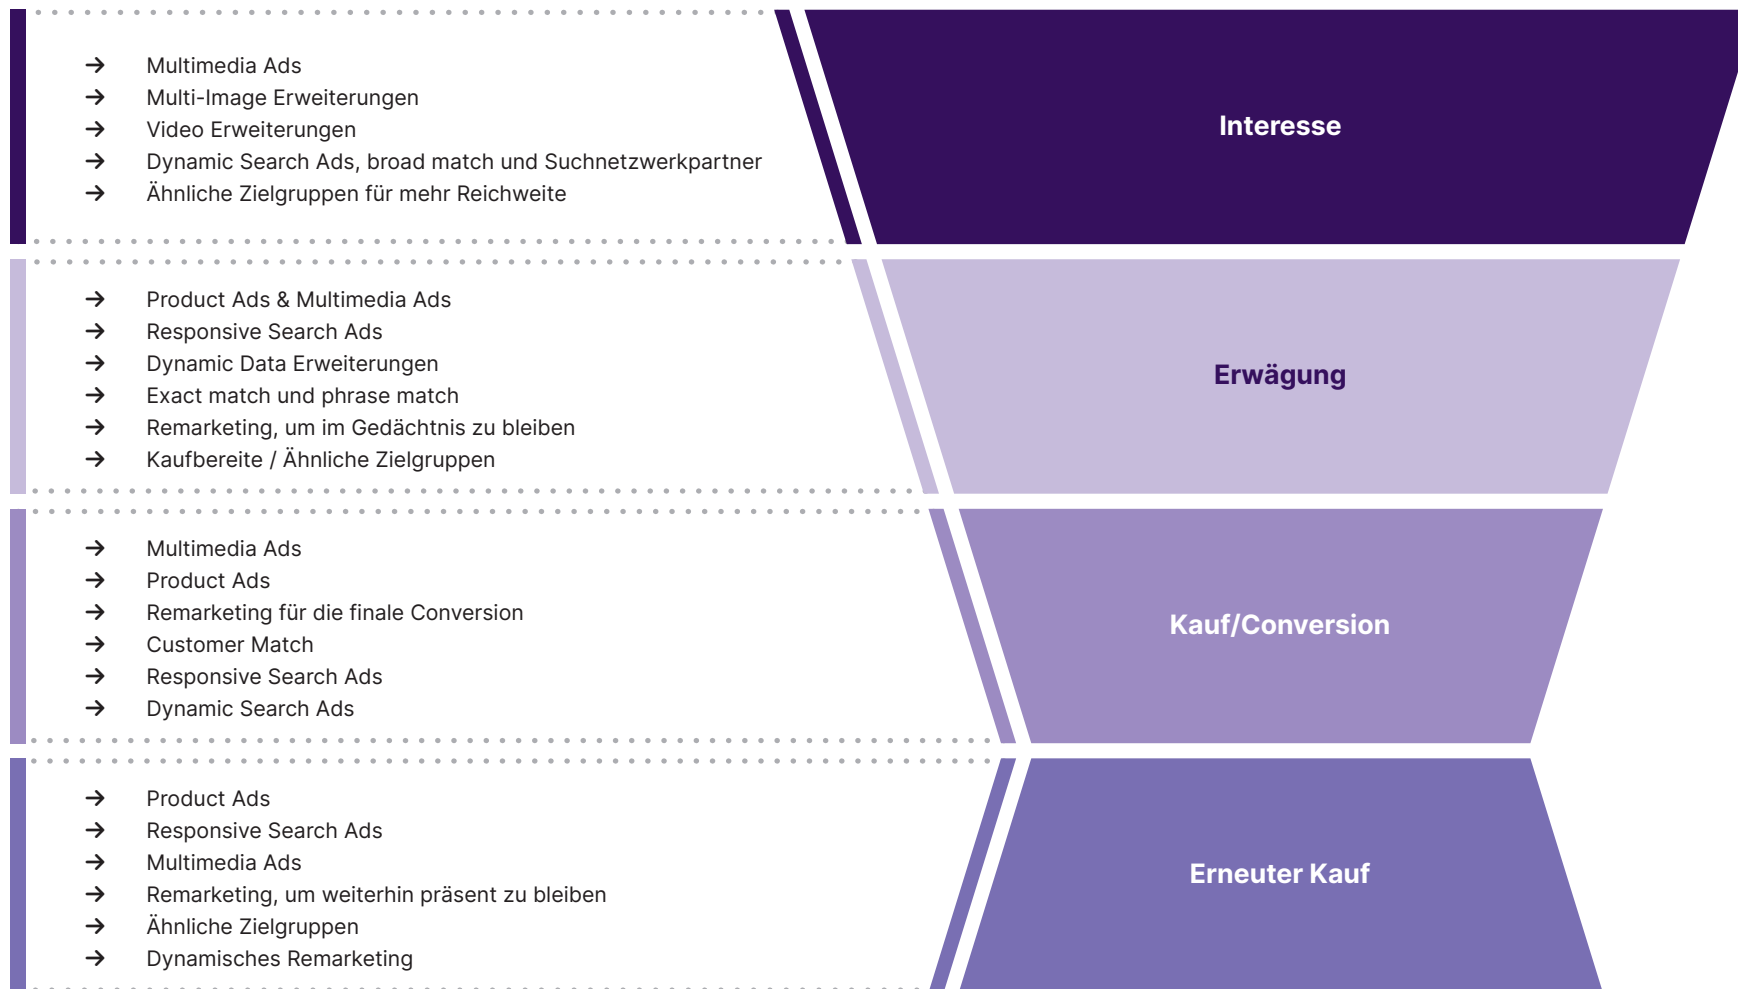 → Multimedia Ads
→ Multi-Image Erweiterungen
→ Video Erweiterungen
→ Dynamic Search Ads, broad match und Suchnetzwerkpartner
→ Ähnliche Zielgruppen für mehr Reichweite
Interesse
→ Product Ads & Multimedia Ads
→ Responsive Search Ads
→ Dynamic Data Erweiterungen
→ Exact match und phrase match
→ Remarketing, um im Gedächtnis zu bleiben
→ Kaufbereite / Ähnliche Zielgruppen
Erwägung
→ Multimedia Ads
→ Product Ads
→ Remarketing für die finale Conversion
→ Customer Match
→ Responsive Search Ads
→ Dynamic Search Ads
Kauf/Conversion
→ Product Ads
→ Responsive Search Ads
→ Multimedia Ads
→ Remarketing, um weiterhin präsent zu bleiben
→ Ähnliche Zielgruppen
→ Dynamisches Remarketing
Erneuter Kauf